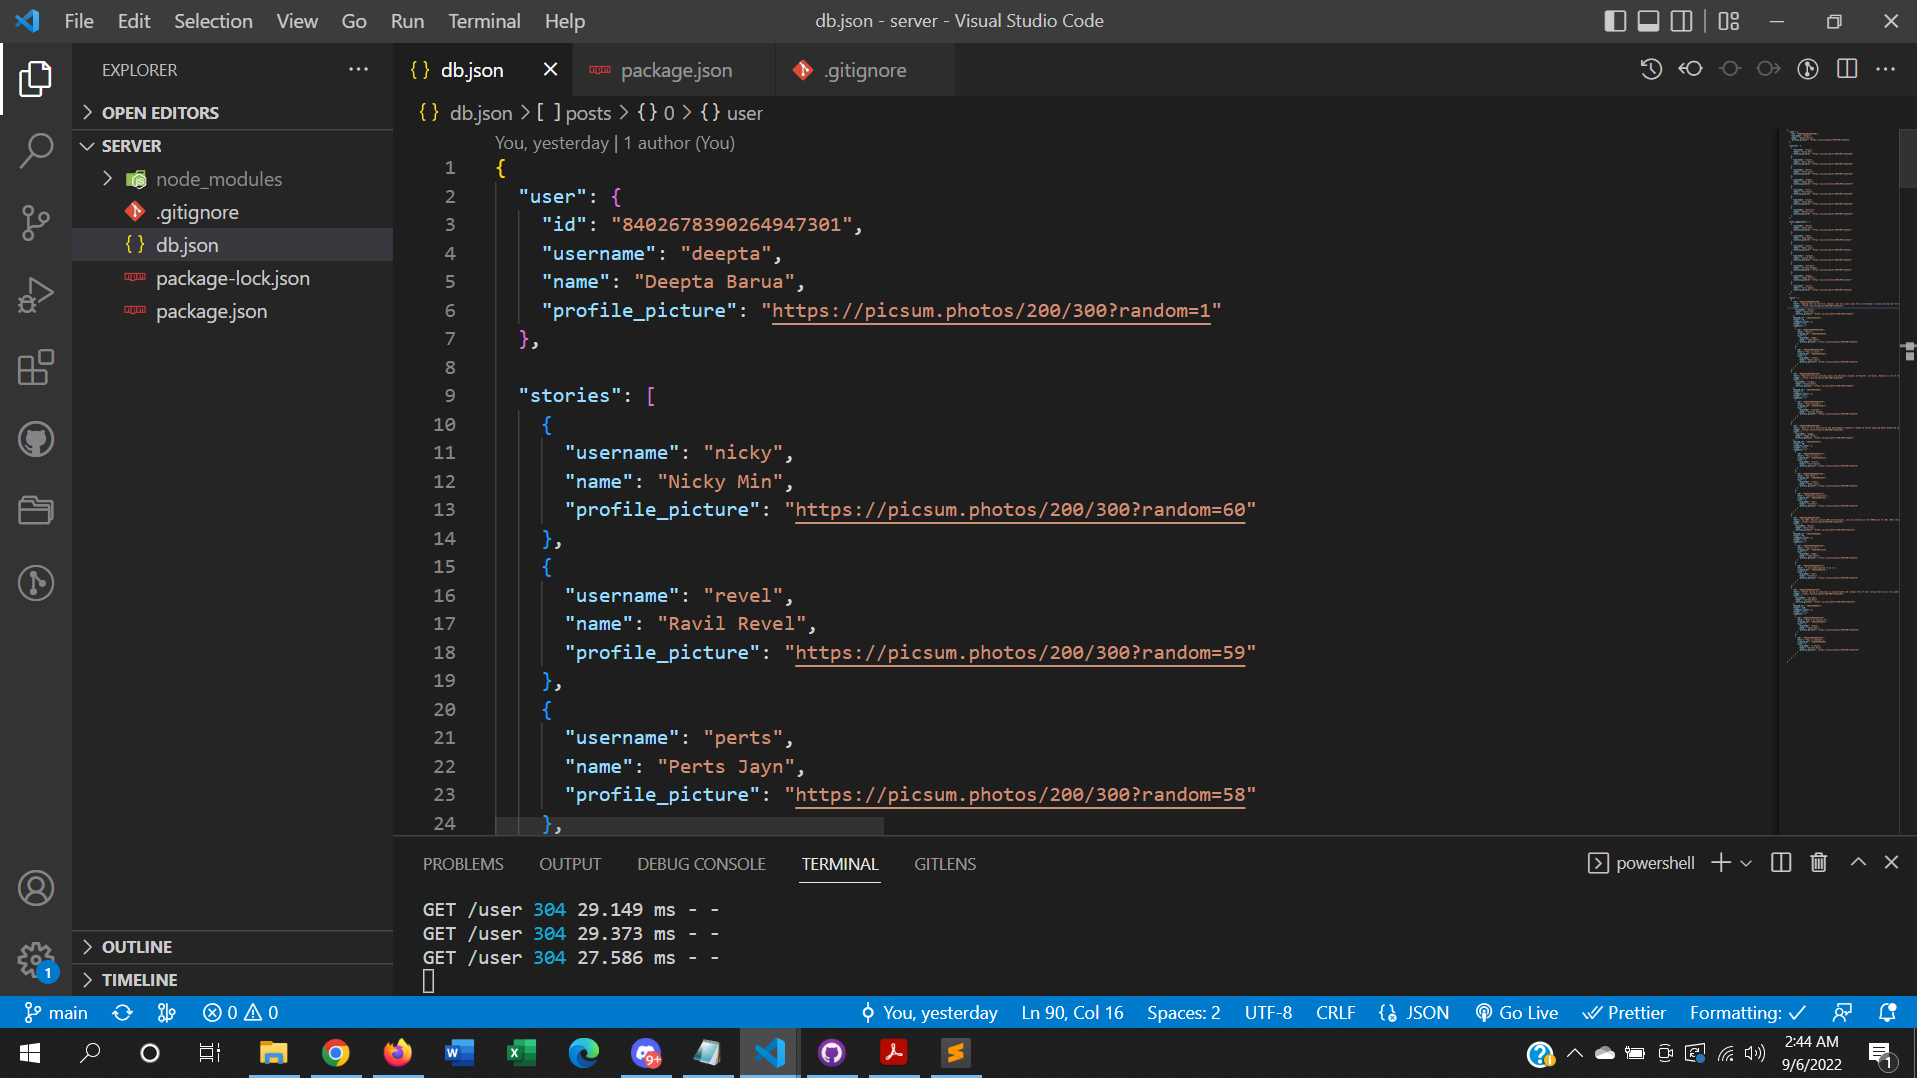 File Edit Selection View Go Run Terminal Help db.json - server - Visual Studio Code
EXPLORER ...
db.json package.json .gitignore
OPEN EDITORS
SERVER
node_modules
.gitignore
db.json
package-lock.json
package.json
OUTLINE
TIMELINE
{} db.json > [ ] posts > {} 0 > {} user
You, yesterday | 1 author (You)
1 {
2 "user": {
3 "id": "84026783902649473​01",
4 "username": "deepta",
5 "name": "Deepta Barua",
6 "profile_picture": "https://picsum.photos/200/300?random=1"
7 },
8
9 "stories": [
10 {
11 "username": "nicky",
12 "name": "Nicky Min",
13 "profile_picture": "https://picsum.photos/200/300?random=60"
14 },
15 {
16 "username": "revel",
17 "name": "Ravil Revel",
18 "profile_picture": "https://picsum.photos/200/300?random=59"
19 },
20 {
21 "username": "perts",
22 "name": "Perts Jayn",
23 "profile_picture": "https://picsum.photos/200/300?random=58"
24 },
PROBLEMS OUTPUT DEBUG CONSOLE TERMINAL GITLENS powershell
GET /user 304 29.149 ms - -
GET /user 304 29.373 ms - -
GET /user 304 27.586 ms - -
1
main 0 0 You, yesterday Ln 90, Col 16 Spaces: 2 UTF-8 CRLF JSON Go Live Prettier Formatting:
9+
2:44 AM
9/6/2022
1